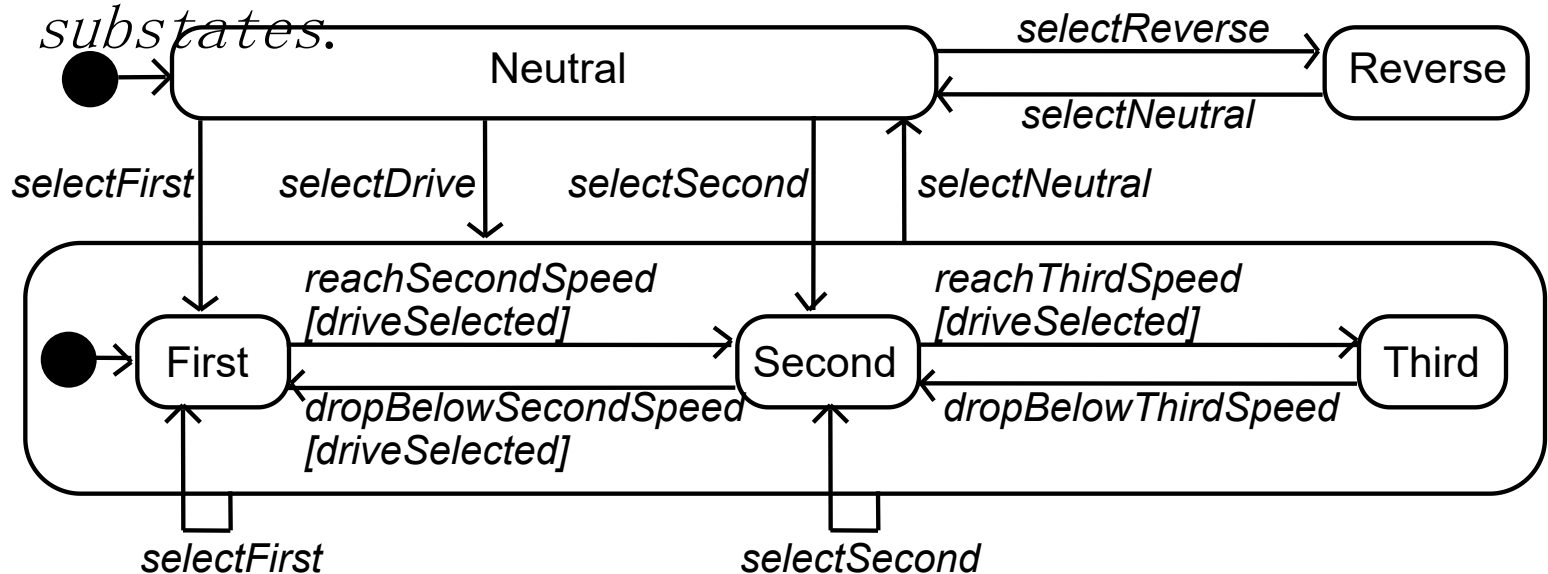 substates.
selectReverse
Neutral
Reverse
selectNeutral
selectFirst
selectDrive
selectSecond
selectNeutral
reachSecondSpeed
[driveSelected]
reachThirdSpeed
[driveSelected]
First
Second
Third
dropBelowSecondSpeed
[driveSelected]
dropBelowThirdSpeed
selectFirst
selectSecond